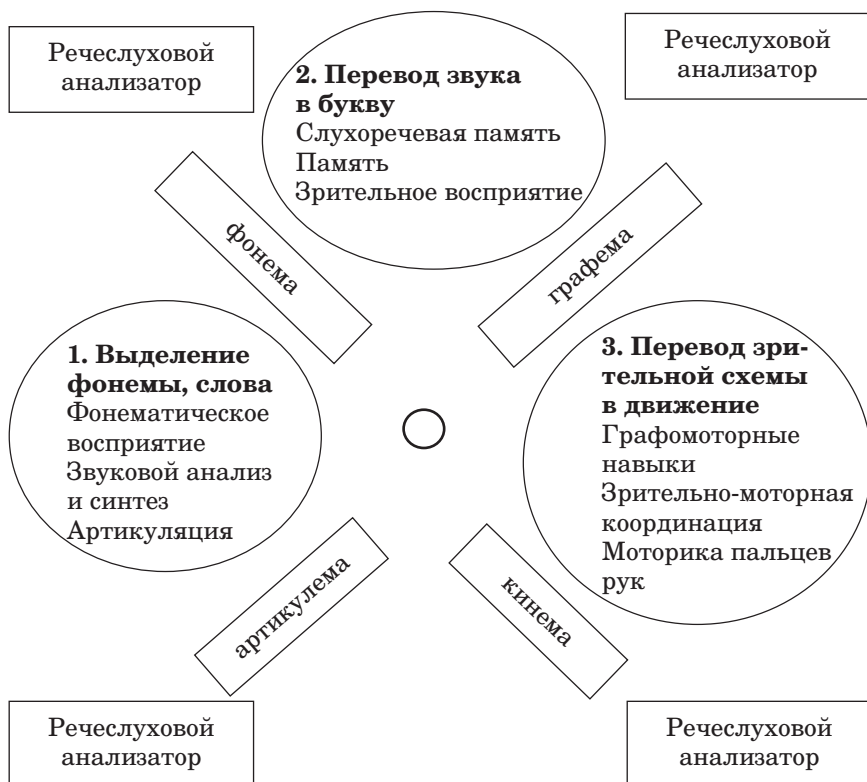 Речеслуховой
анализатор
2. Перевод звука
в букву
Слухоречевая память
Память
Зрительное восприятие
Речеслуховой
анализатор
фонема
графема
1. Выделение
фонемы, слова
Фонематическое
восприятие
Звуковой анализ
и синтез
Артикуляция
3. Перевод зри-
тельной схемы
в движение
Графомоторные
навыки
Зрительно-моторная
координация
Моторика пальцев
рук
артикулема
кинема
Речеслуховой
анализатор
Речеслуховой
анализатор